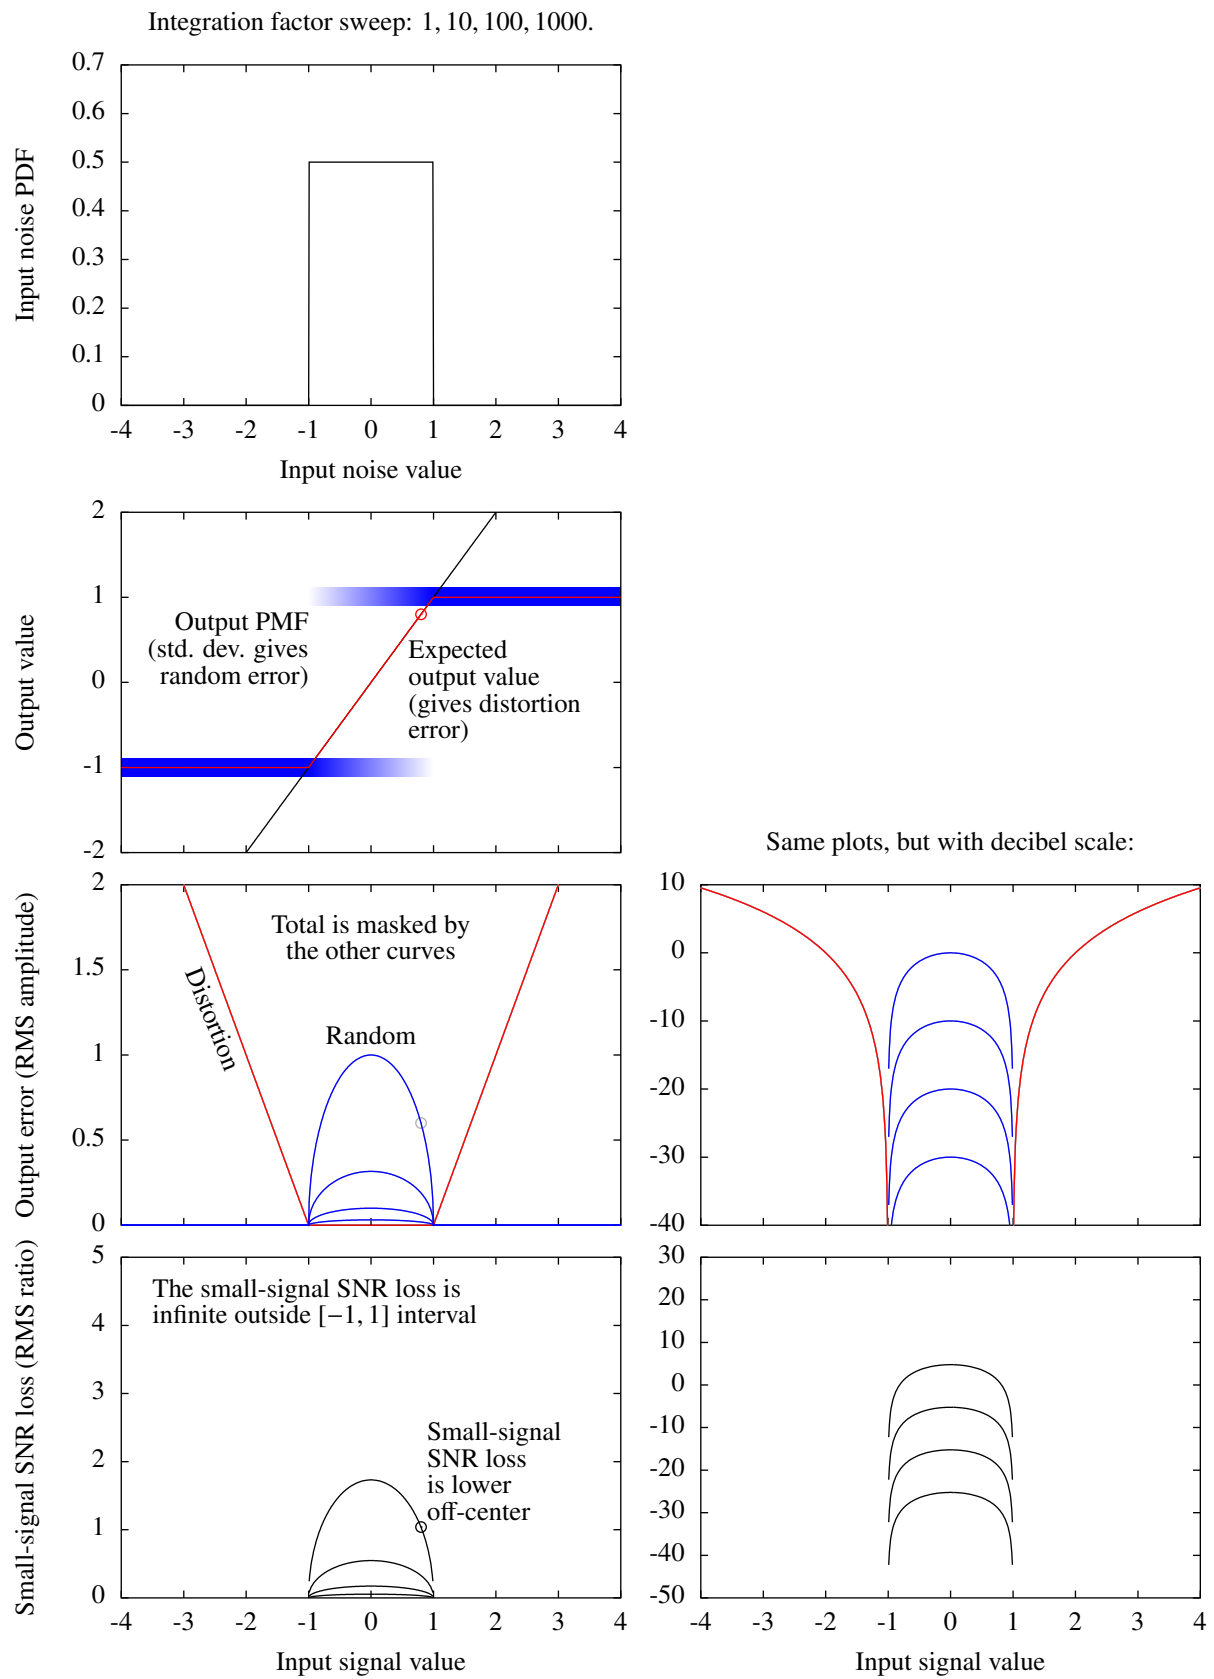 Integration factor sweep: 1, 10, 100, 1000.
0.7
0.6
0.5
0.4
0.3
0.2
0.1
0
Input noise PDF
-4 -3 -2 -1 0 1 2 3 4
Input noise value
2
1
0
-1
-2
Output value
Output PMF
(std. dev. gives
random error)
Expected
output value
(gives distortion
error)
2
1.5
1
0.5
0
Output error (RMS amplitude)
Total is masked by
the other curves
Distortion
Random
Same plots, but with decibel scale:
10
0
-10
-20
-30
-40
5
4
3
2
1
0
Small-signal SNR loss (RMS ratio)
The small-signal SNR loss is
infinite outside [−1, 1] interval
Small-signal
SNR loss
is lower
off-center
-4 -3 -2 -1 0 1 2 3 4
Input signal value
30
20
10
0
-10
-20
-30
-40
-50
-4 -3 -2 -1 0 1 2 3 4
Input signal value